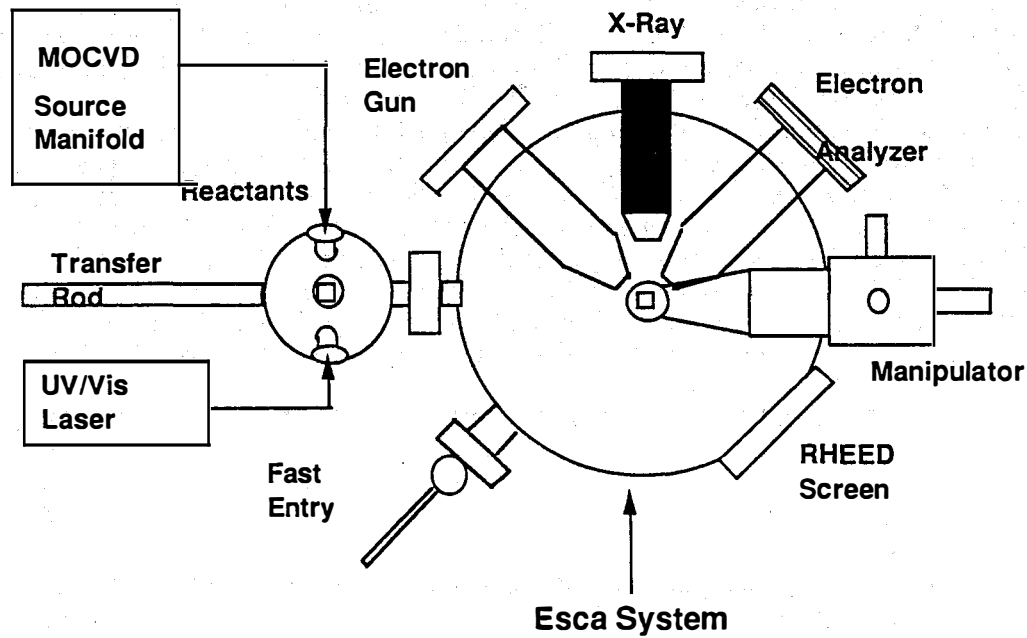 X-Ray
MOCVD
Source
Manifold
Electron
Gun
Electron
Analyzer
Reactants
Transfer
Rod
UV/Vis
Laser
Manipulator
Fast
Entry
RHEED
Screen
Esca System